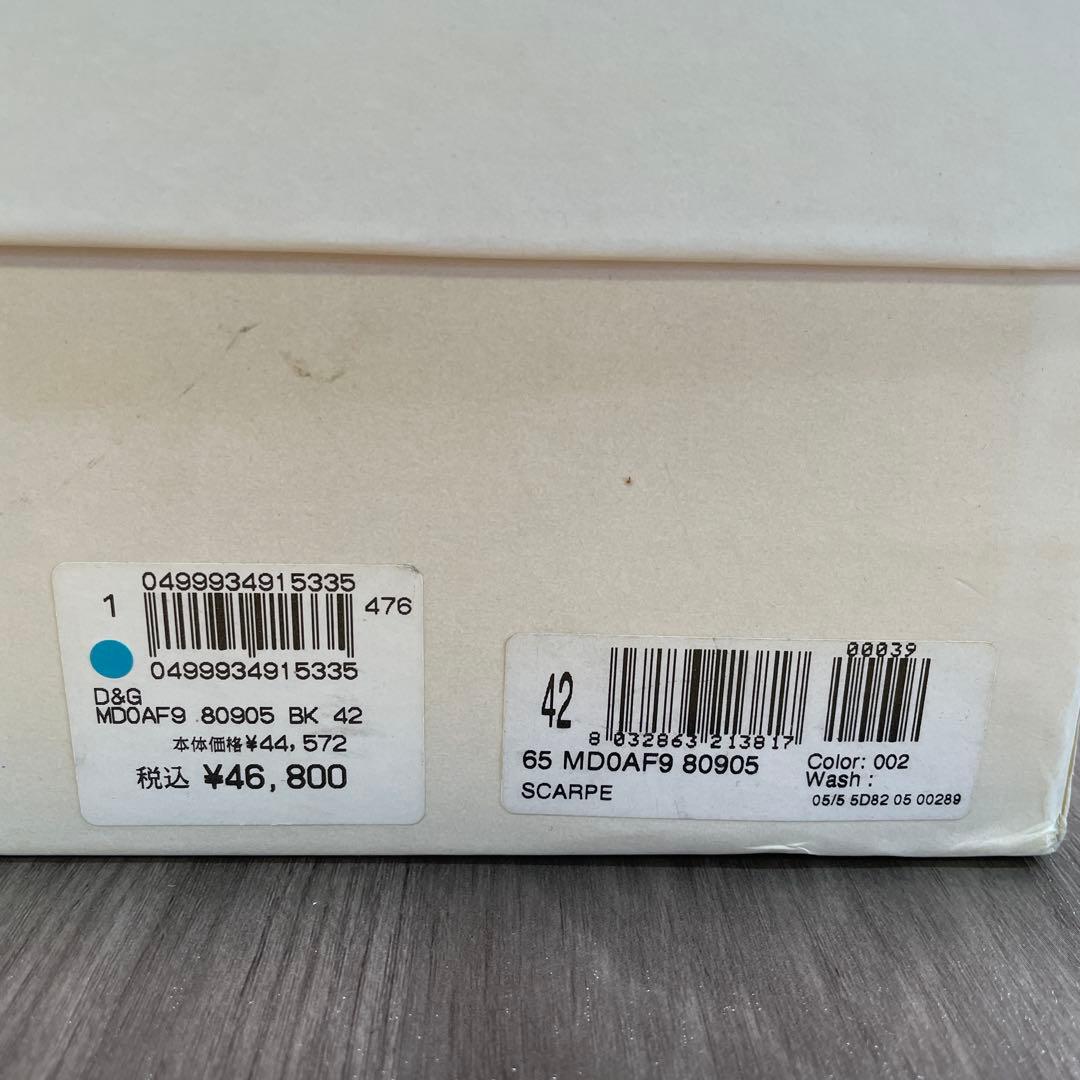 0499934915335
1
476
0499934915335
D&G
MD0AF9 80905 BK 42
本体価格¥44,572
税込 ¥46,800
00039
42
8 032863 213817
65 MD0AF9 80905
SCARPE
Color: 002
Wash :
05/5 5D82 05 00289